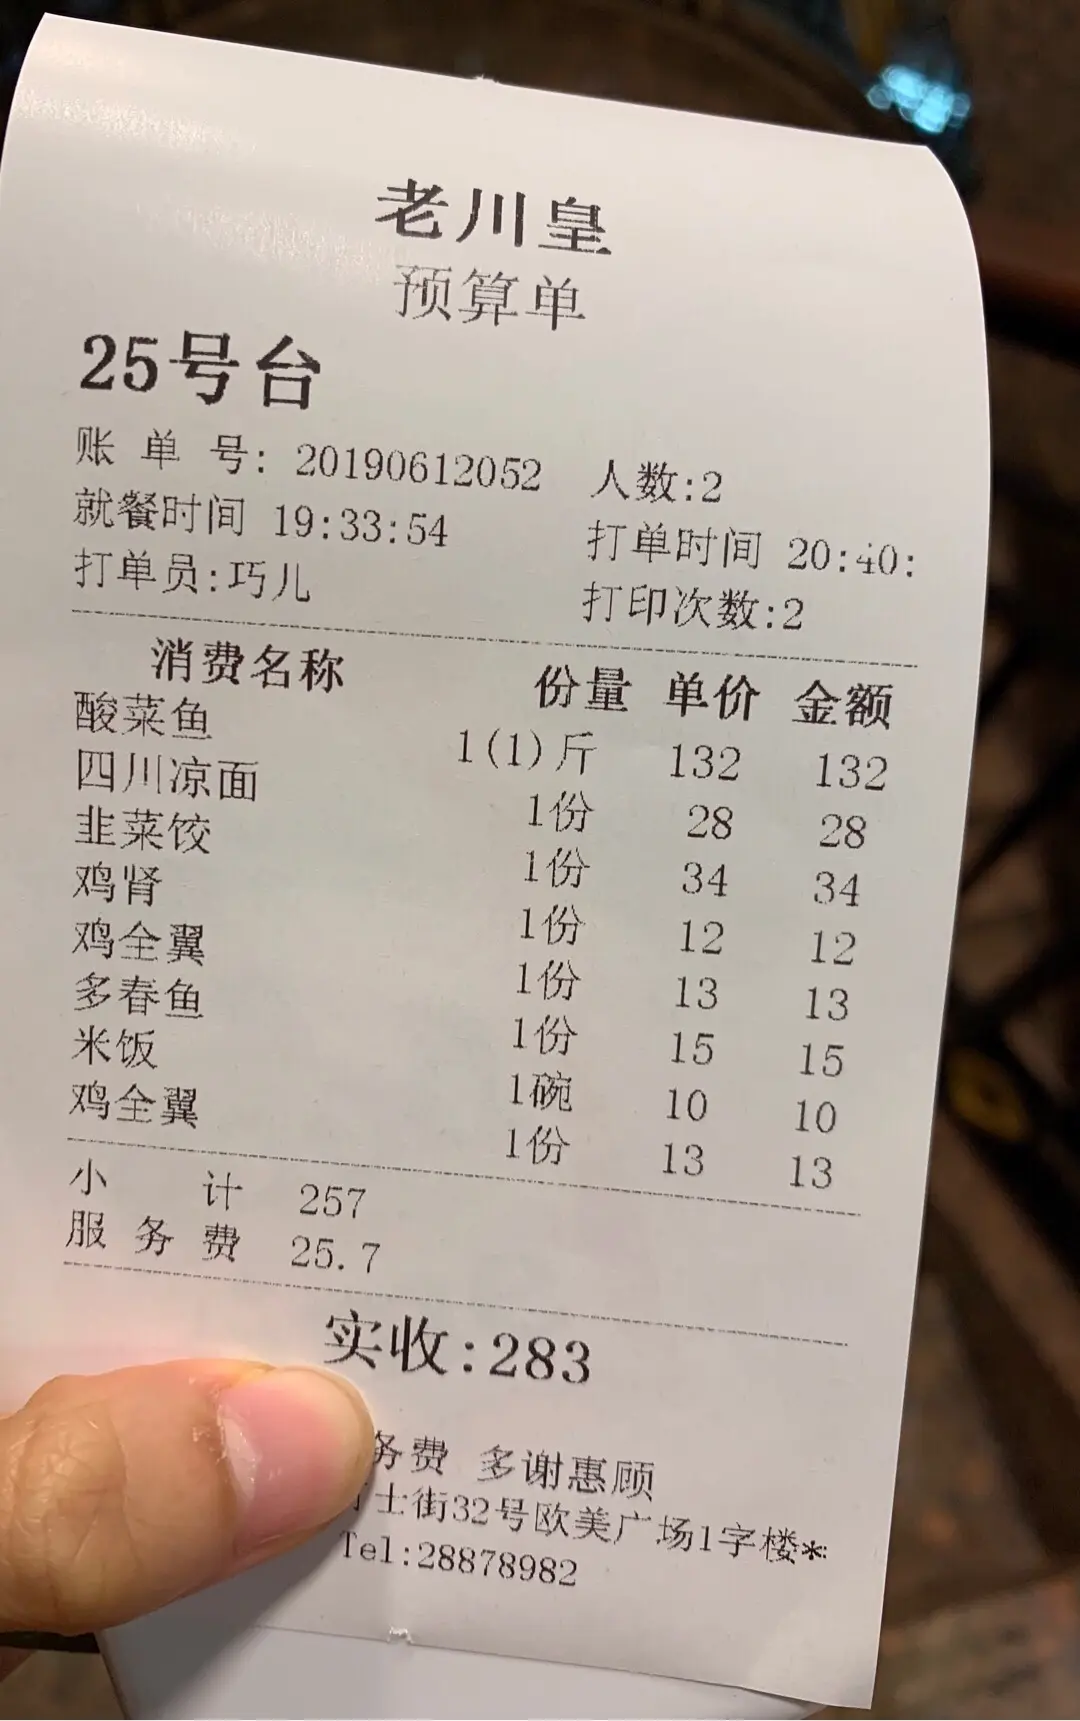 老川皇
预算单
25号台
账 单 号: 20190612052 人数:2
就餐时间 19:33:54 打单时间 20:40:
打单员:巧儿 打印次数:2
消费名称 份量 单价 金额
酸菜鱼 1(1)斤 132 132
四川凉面 1份 28 28
韭菜饺 1份 34 34
鸡肾 1份 12 12
鸡全翼 1份 13 13
多春鱼 1份 15 15
米饭 1碗 10 10
鸡全翼 1份 13 13
小 计 257
服 务 费 25.7
实收:283
务费 多谢惠顾
士街32号欧美广场1字楼*
Tel:28878982